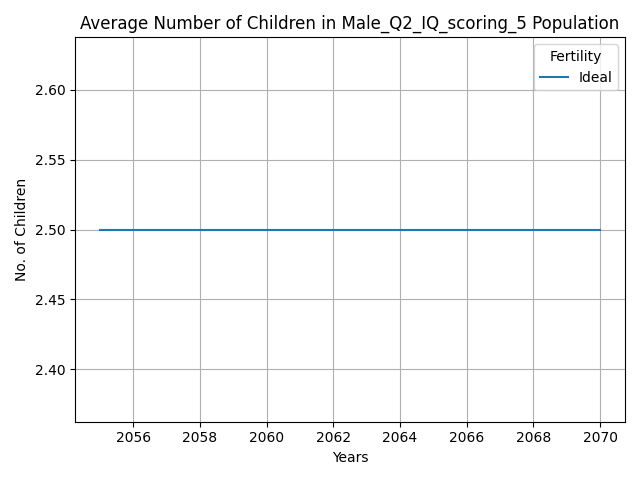 Average Number of Children in Male_Q2_IQ_scoring_5 Population
Fertility
Ideal
2.60
2.55
2.50
2.45
2.40
No. of Children
2056 2058 2060 2062 2064 2066 2068 2070
Years